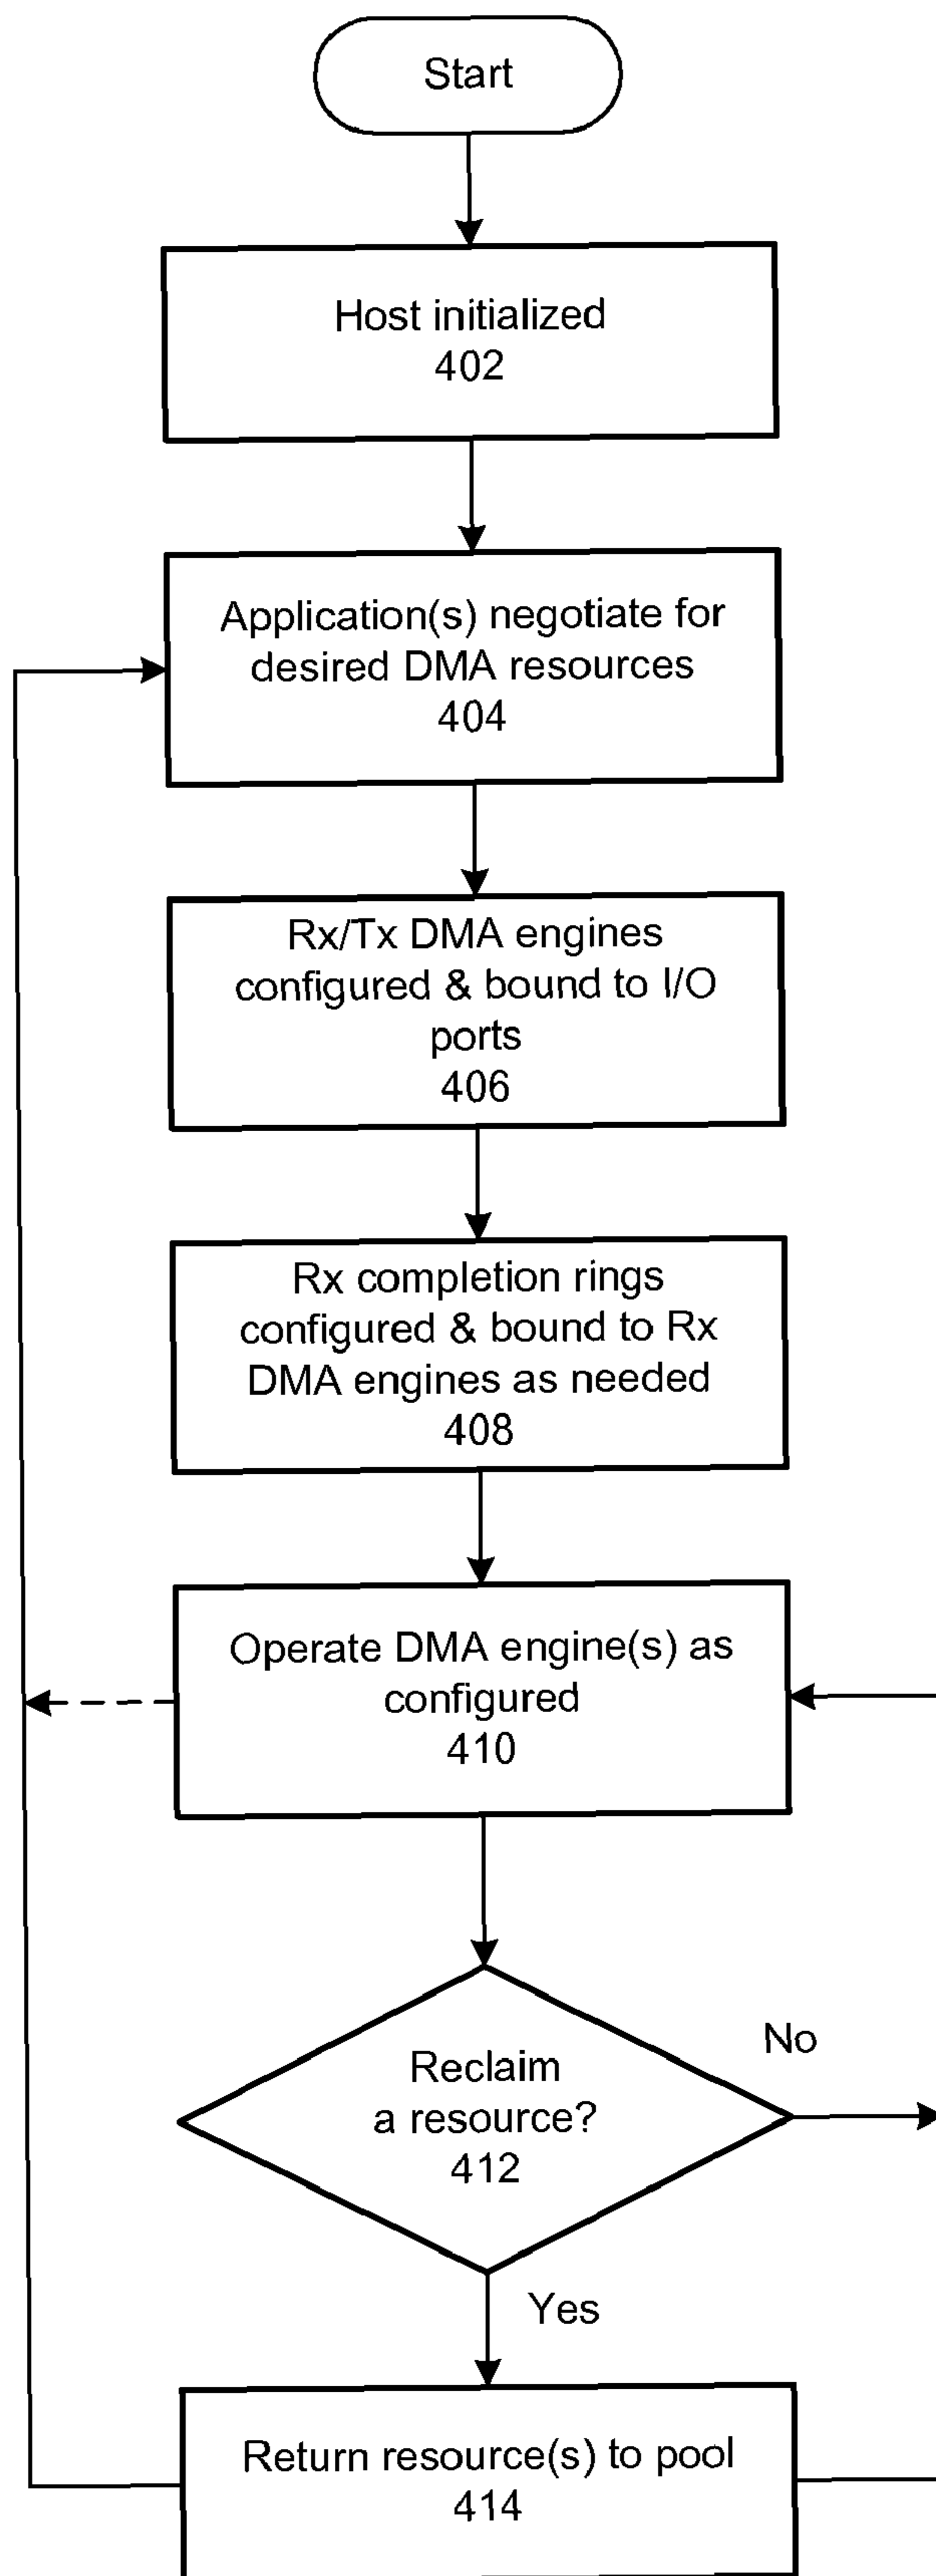 Start
Host initialized
402
Application(s) negotiate for
desired DMA resources
404
Rx/Tx DMA engines
configured & bound to I/O
ports
406
Rx completion rings
configured & bound to Rx
DMA engines as needed
408
Operate DMA engine(s) as
configured
410
No
Reclaim
a resource?
412
Yes
Return resource(s) to pool
414